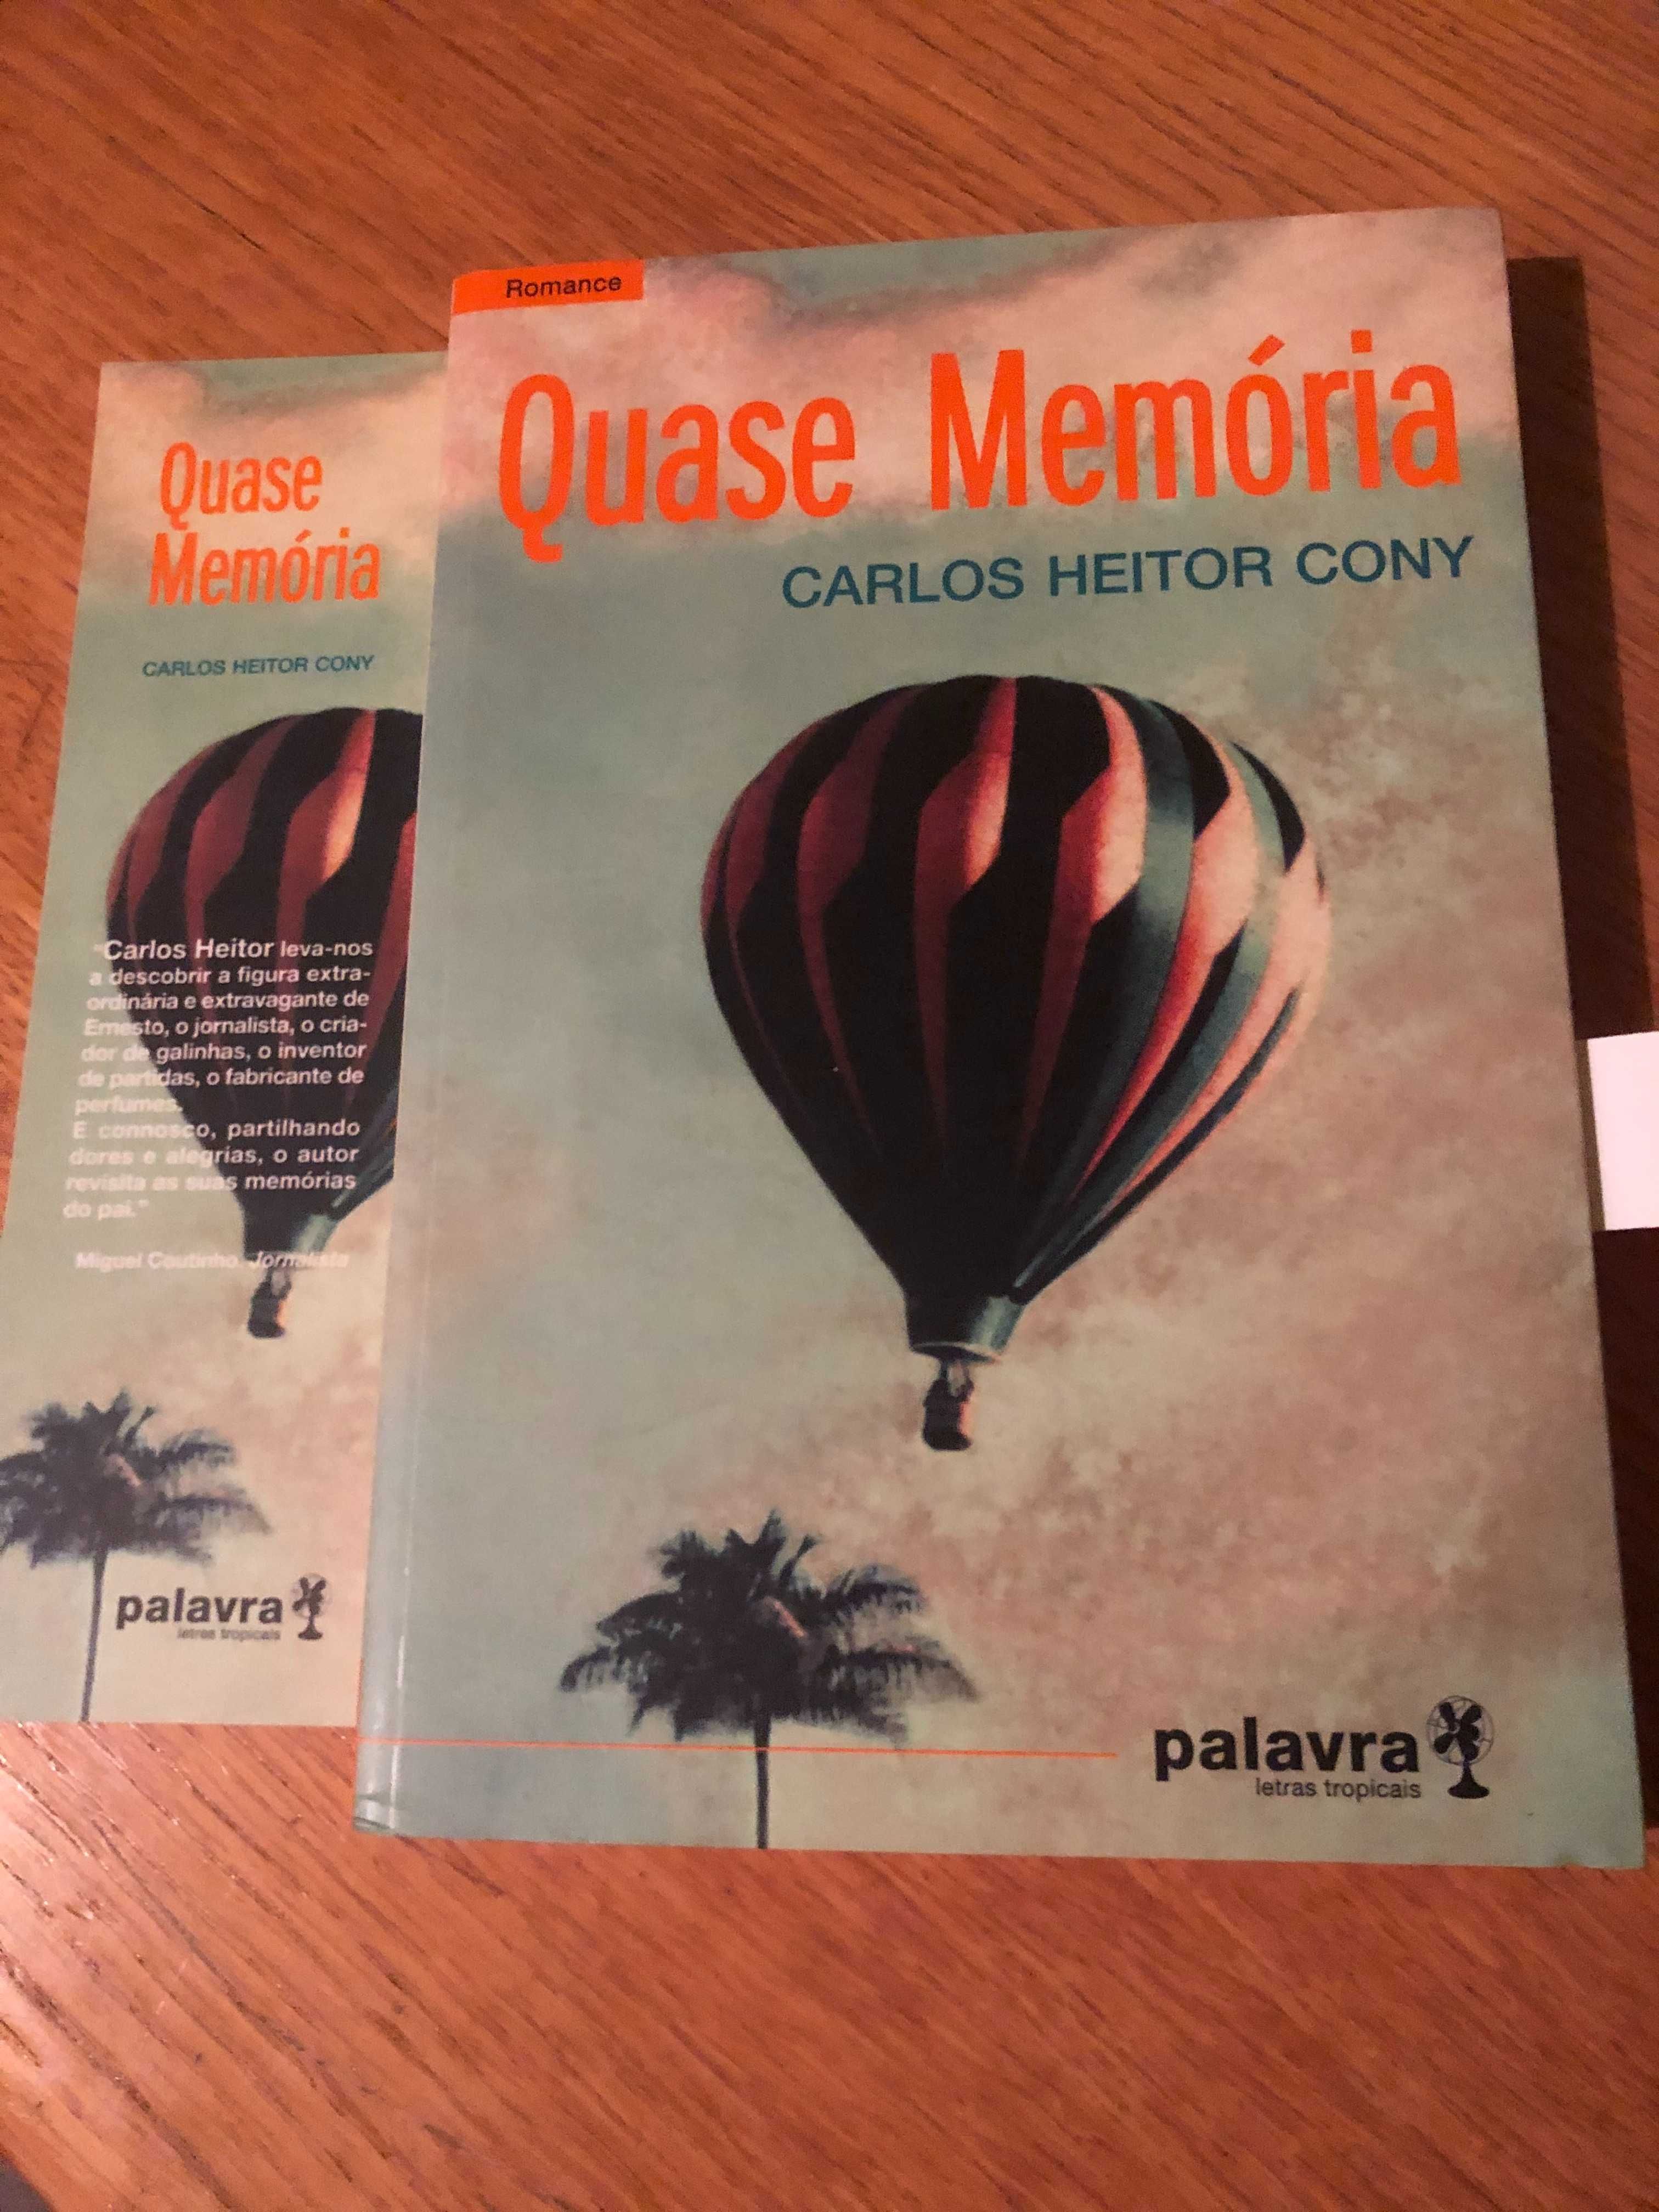 Romance
Quase Memória
CARLOS HEITOR CONY
palavra
letras tropicais
Quase
Memória
CARLOS HEITOR CONY
"Carlos Heitor leva-nos
a descobrir a figura extra-
ordinária e extravagante de
Ernesto, o jornalista, o cria-
dor de galinhas, o inventor
de partidas, o fabricante de
perfumes.
E connosco, partilhando
dores e alegrias, o autor
revisita as suas memórias
do pai."
Miguel Coutinho, Jornalista
palavra
letras tropicais